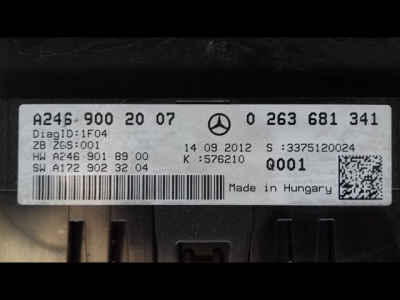 A246 900 20 07 0 263 681 341
DiagID:1F04
ZB ZGS:001 14 09 2012 S :3375120024
HW A246 901 89 00 K :576210 Q001
SW A172 902 32 04
Made in Hungary